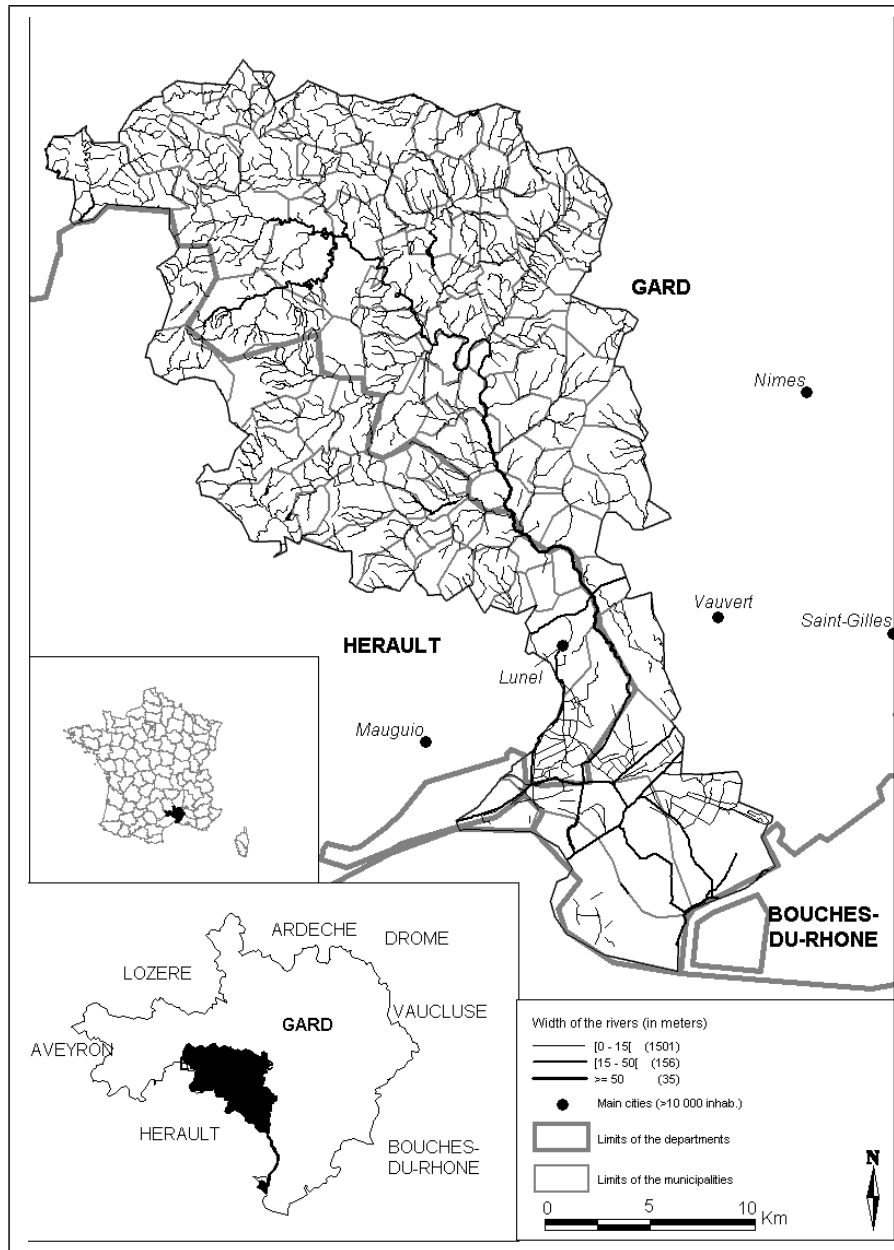 GARD
Nimes
Vauvert
Saint-Gilles
HERAULT
Lunel
Mauguio
BOUCHES-
DU-RHONE
ARDECHE
DROME
LOZERE
VAUCLUSE
GARD
AVEYRON
HERAULT
BOUCHES-
DU-RHONE
Width of the rivers (in meters)
[0 - 15[ (1501)
[15 - 50[ (156)
>= 50 (35)
Main cities (>10 000 inhab.)
Limits of the departments
Limits of the municipalities
N
0 5 10
Km